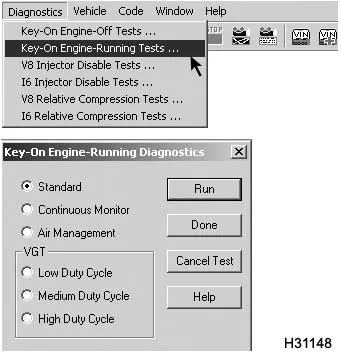 Diagnostics Vehicle Code Window Help
Key-On Engine-Off Tests ...
Key-On Engine-Running Tests ...
STOP
VIN
VIN
V8 Injector Disable Tests ...
I6 Injector Disable Tests ...
V8 Relative Compression Tests ...
I6 Relative Compression Tests ...
Key-On Engine-Running Diagnostics
Standard
Run
Continuous Monitor
Done
Air Management
VGT
Cancel Test
Low Duty Cycle
Medium Duty Cycle
Help
High Duty Cycle
H31148